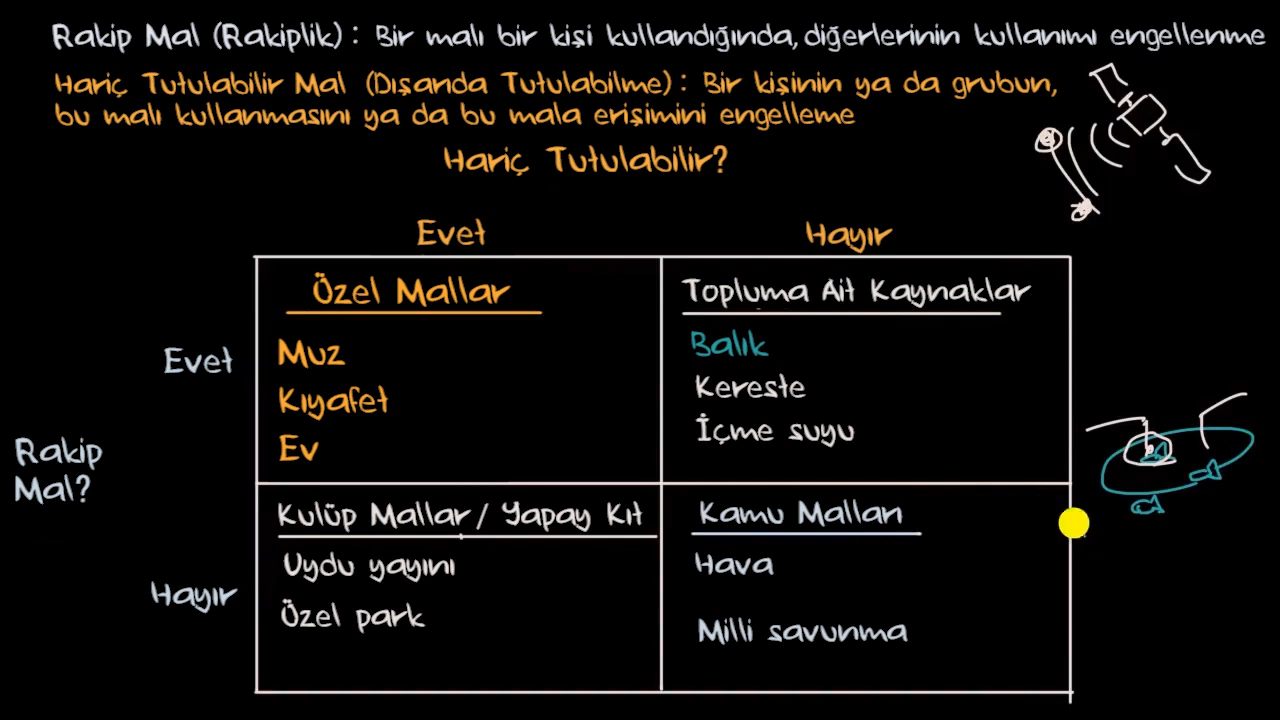 Rakip Mal (Rakiplik) : Bir malı bir kişi kullandığında, diğerlerinin kullanımı engellenme
Hariç Tutulabilir Mal (Dışarıda Tutulabilme) : Bir kişinin ya da grubun,
bu malı kullanmasını ya da bu mala erişimini engelleme
Hariç Tutulabilir?
Evet
Hayır
Özel Mallar
Topluma Ait Kaynaklar
Evet
Muz
Kıyafet
Ev
Balık
Kereste
İçme suyu
Rakip
Mal?
Kulüp Mallar / Yapay Kıt
Kamu Malları
Hayır
Uydu yayını
Özel park
Hava
Milli savunma